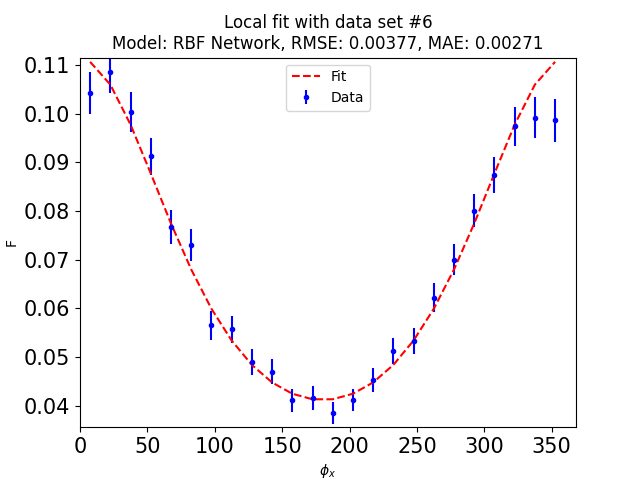 Local fit with data set #6
Model: RBF Network, RMSE: 0.00377, MAE: 0.00271
Fit
Data
0.11
0.10
0.09
0.08
0.07
0.06
0.05
0.04
F
0 50 100 150 200 250 300 350
ϕₓ